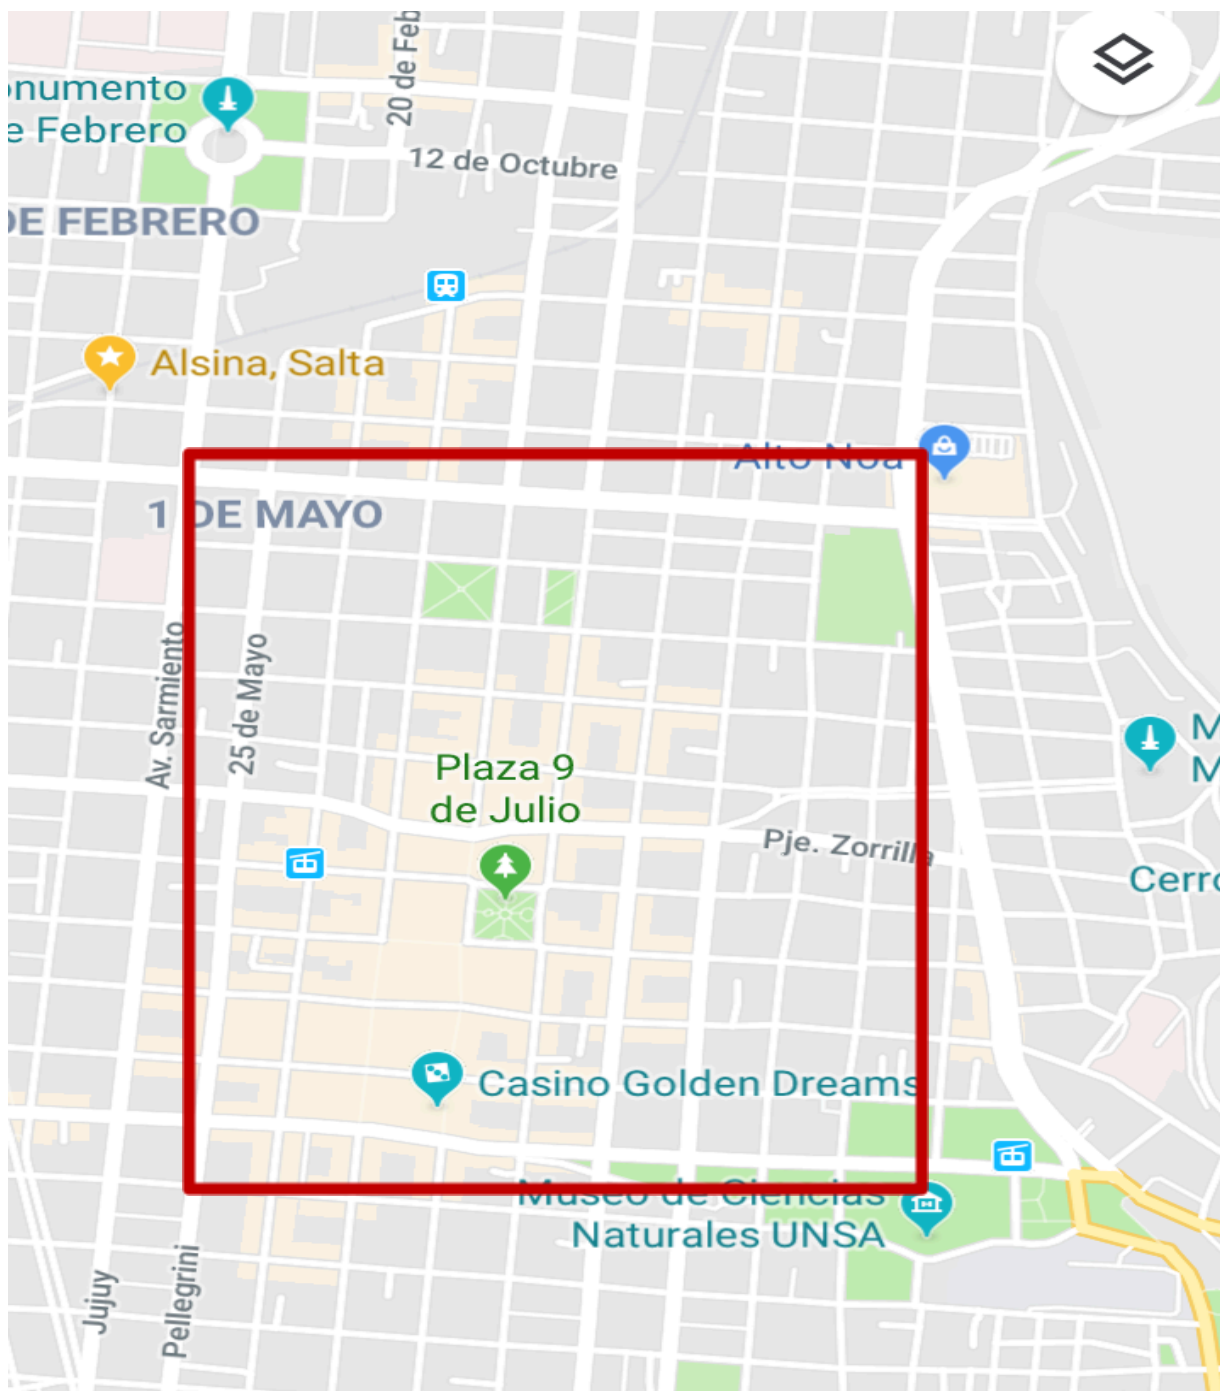 20 de Feb
numento
e Febrero
12 de Octubre
DE FEBRERO
Alsina, Salta
Alto Noa
1 DE MAYO
Av. Sarmiento
25 de Mayo
Plaza 9
de Julio
Pje. Zorrilla
M
M
Cerro
Casino Golden Dreams
Museo de Ciencias
Naturales UNSA
Jujuy
Pellegrini